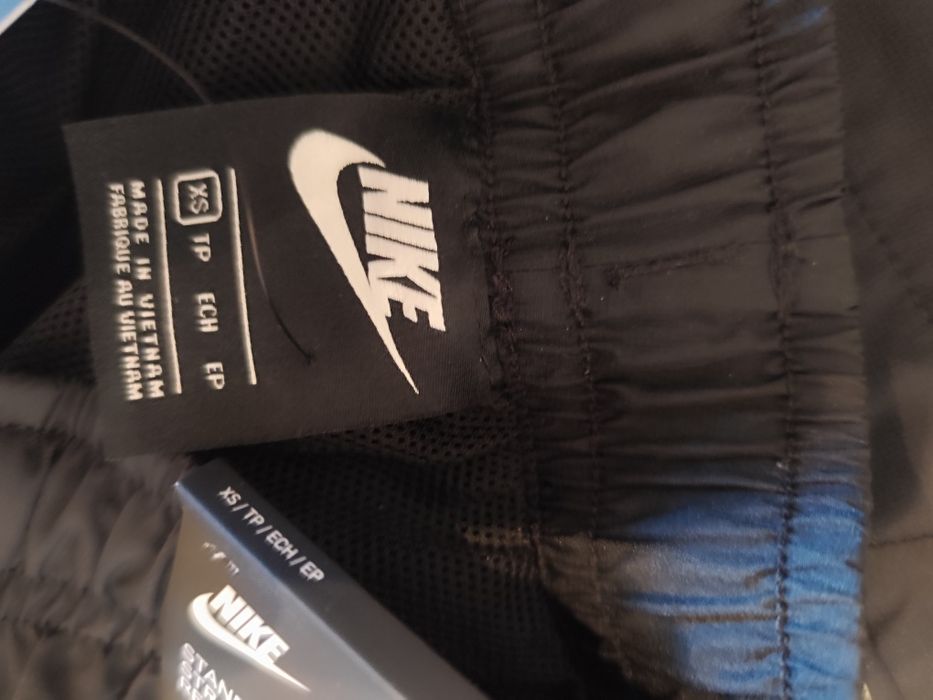 NIKE
XS TP ECH EP
MADE IN VIETNAM
FABRIQUE AU VIETNAM
XS / TP / ECH / EP
NIKE